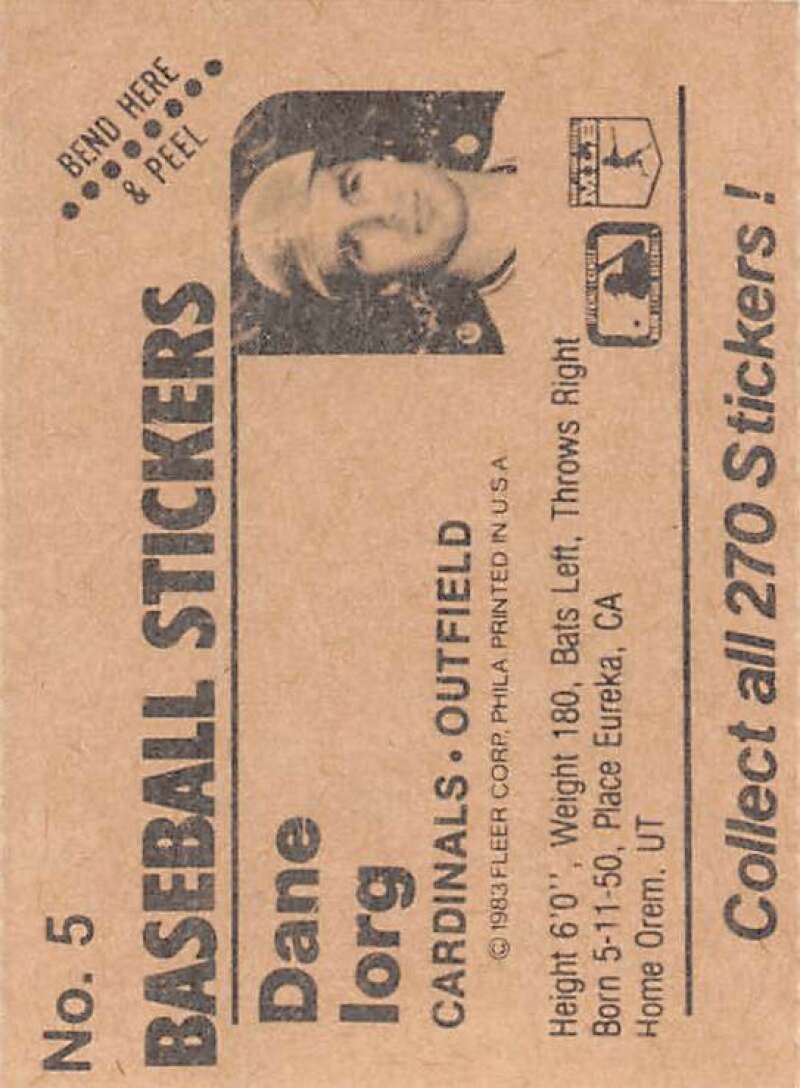 No. 5
BEND HERE
& PEEL
BASEBALL STICKERS
Dane
Iorg
CARDINALS • OUTFIELD
© 1983 FLEER CORP. PHILA PRINTED IN U.S.A
Height 6'0'', Weight 180, Bats Left, Throws Right
Born 5-11-50, Place Eureka, CA
Home Orem, UT
Collect all 270 Stickers!